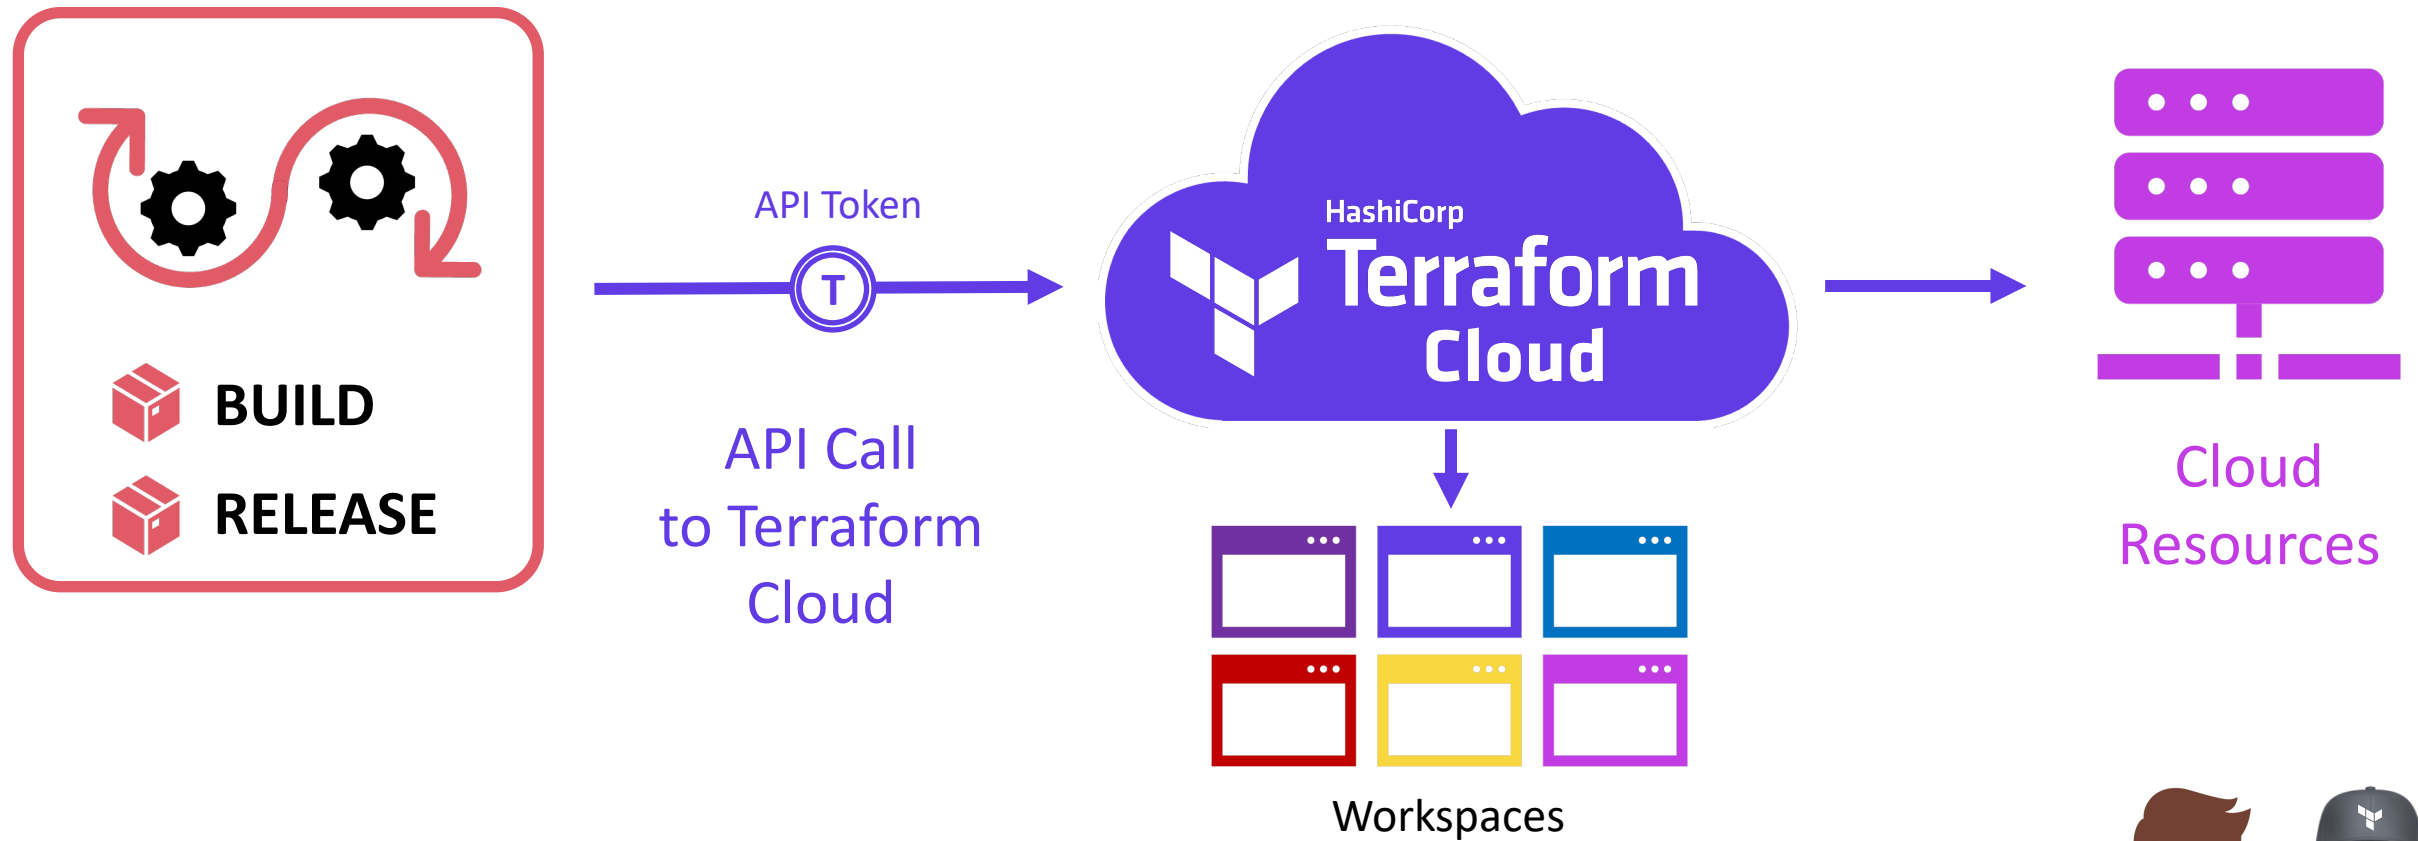 BUILD
RELEASE
API Token
T
API Call
to Terraform
Cloud
HashiCorp
Terraform
Cloud
Workspaces
Cloud
Resources